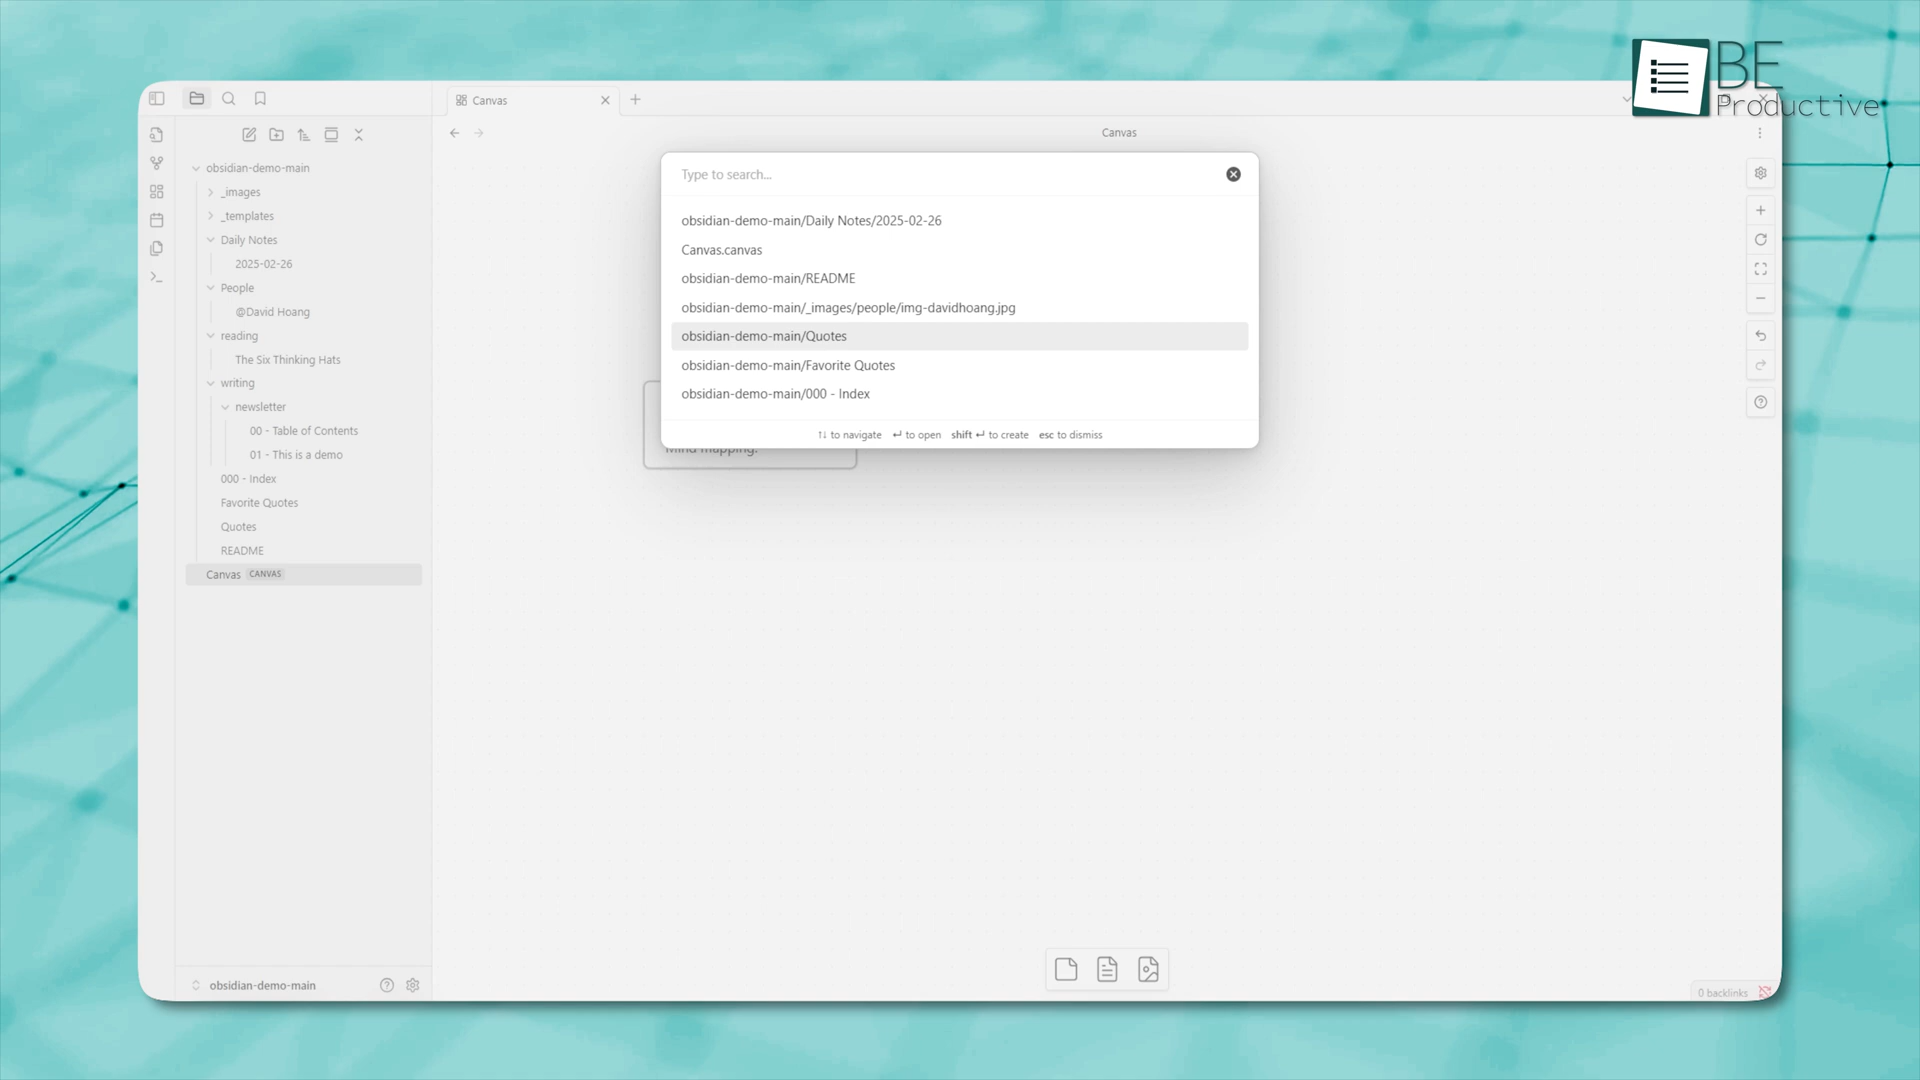 BE
Productive
Canvas
Canvas
obsidian-demo-main
_images
_templates
Daily Notes
2025-02-26
People
@David Hoang
reading
The Six Thinking Hats
writing
newsletter
00 - Table of Contents
01 - This is a demo
000 - Index
Favorite Quotes
Quotes
README
Canvas CANVAS
obsidian-demo-main
Type to search...
obsidian-demo-main/Daily Notes/2025-02-26
Canvas.canvas
obsidian-demo-main/README
obsidian-demo-main/_images/people/img-davidhoang.jpg
obsidian-demo-main/Quotes
obsidian-demo-main/Favorite Quotes
obsidian-demo-main/000 - Index
↑↓ to navigate ↵ to open shift ↵ to create esc to dismiss
Mind mapping.
0 backlinks